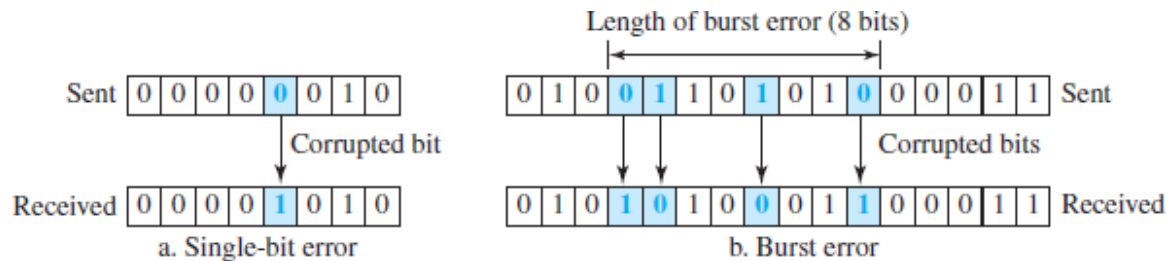 Length of burst error (8 bits)
Sent 0 0 0 0 0 0 1 0
0 1 0 0 1 1 0 1 0 1 0 0 0 0 1 1 Sent
Corrupted bit
Corrupted bits
Received 0 0 0 0 1 0 1 0
0 1 0 1 0 1 0 0 0 1 1 0 0 0 1 1 Received
a. Single-bit error
b. Burst error